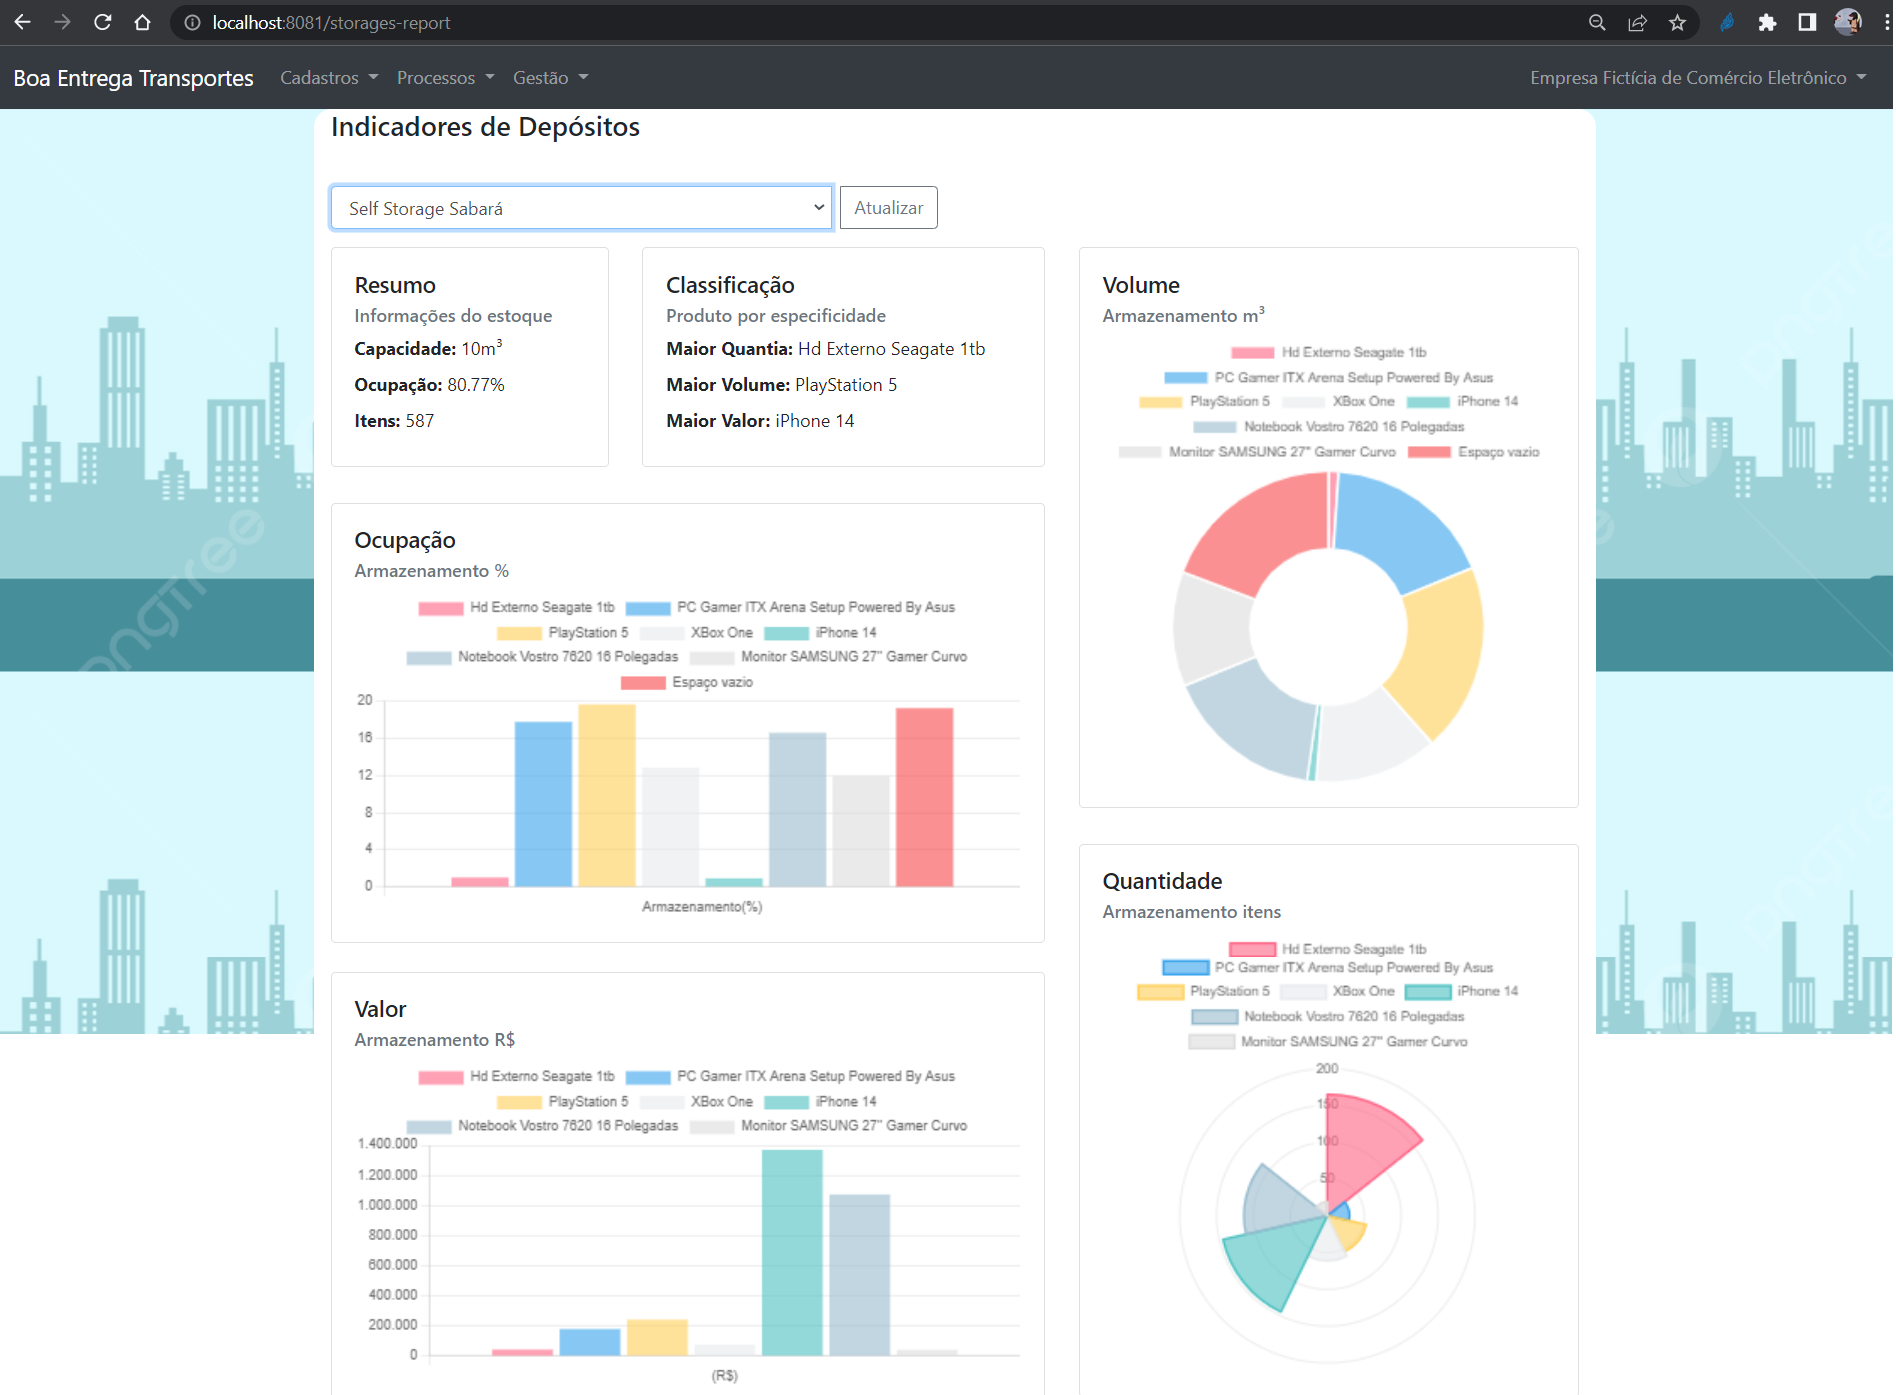 localhost:8081/storages-report
Boa Entrega Transportes Cadastros Processos Gestão Empresa Fictícia de Comércio Eletrônico
Indicadores de Depósitos
Self Storage Sabará Atualizar
Resumo
Informações do estoque
Capacidade: 10m³
Ocupação: 80.77%
Itens: 587
Classificação
Produto por especificidade
Maior Quantia: Hd Externo Seagate 1tb
Maior Volume: PlayStation 5
Maior Valor: iPhone 14
Volume
Armazenamento m³
Hd Externo Seagate 1tb
PC Gamer ITX Arena Setup Powered By Asus
PlayStation 5 XBox One iPhone 14
Notebook Vostro 7620 16 Polegadas
Monitor SAMSUNG 27" Gamer Curvo Espaço vazio
Ocupação
Armazenamento %
Hd Externo Seagate 1tb PC Gamer ITX Arena Setup Powered By Asus
PlayStation 5 XBox One iPhone 14
Notebook Vostro 7620 16 Polegadas Monitor SAMSUNG 27" Gamer Curvo
Espaço vazio
20
16
12
8
4
0
Armazenamento(%)
Quantidade
Armazenamento itens
Hd Externo Seagate 1tb
PC Gamer ITX Arena Setup Powered By Asus
PlayStation 5 XBox One iPhone 14
Notebook Vostro 7620 16 Polegadas
Monitor SAMSUNG 27" Gamer Curvo
200
150
100
50
Valor
Armazenamento R$
Hd Externo Seagate 1tb PC Gamer ITX Arena Setup Powered By Asus
PlayStation 5 XBox One iPhone 14
Notebook Vostro 7620 16 Polegadas Monitor SAMSUNG 27" Gamer Curvo
1.400.000
1.200.000
1.000.000
800.000
600.000
400.000
200.000
0
(R$)
pngtree